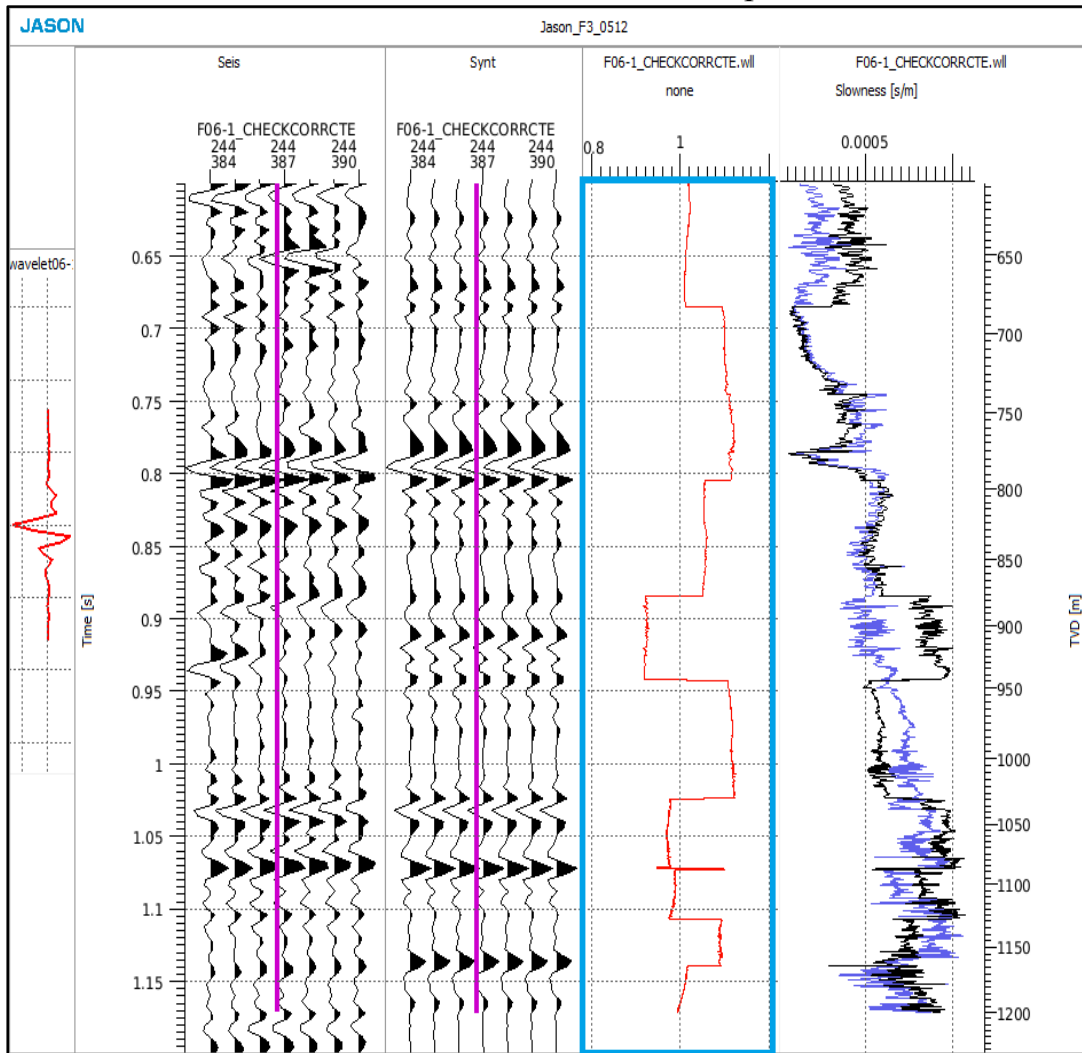 JASON
Jason_F3_0512
Seis
Synt
F06-1_CHECKCORRCTE.wll
F06-1_CHECKCORRCTE.wll
none
Slowness [s/m]
F06-1_CHECKCORRCTE
F06-1_CHECKCORRCTE
244 244 244
244 244 244
384 387 390
384 387 390
0.8 1
0.0005
wavelet06-
0.65
0.7
0.75
0.8
0.85
0.9
0.95
1
1.05
1.1
1.15
Time [s]
650
700
750
800
850
900
950
1000
1050
1100
1150
1200
TVD [m]